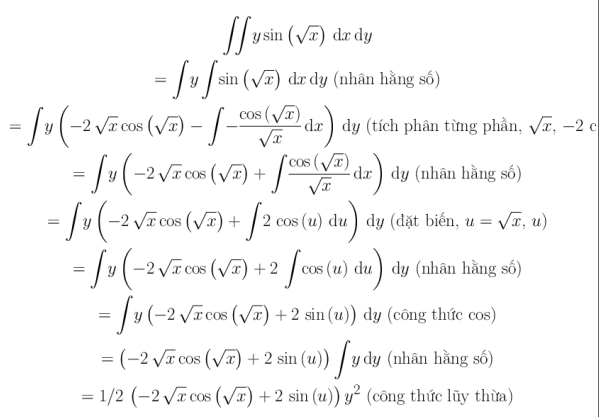 ∬ y sin (√x) dx dy
= ∫ y ∫ sin (√x) dx dy (nhân hằng số)
= ∫ y (−2 √x cos (√x) − ∫ − cos (√x)/√x dx) dy (tích phân từng phần, √x, −2 c
= ∫ y (−2 √x cos (√x) + ∫ cos (√x)/√x dx) dy (nhân hằng số)
= ∫ y (−2 √x cos (√x) + ∫ 2 cos (u) du) dy (đặt biến, u = √x, u)
= ∫ y (−2 √x cos (√x) + 2 ∫ cos (u) du) dy (nhân hằng số)
= ∫ y (−2 √x cos (√x) + 2 sin (u)) dy (công thức cos)
= (−2 √x cos (√x) + 2 sin (u)) ∫ y dy (nhân hằng số)
= 1/2 (−2 √x cos (√x) + 2 sin (u)) y² (công thức lũy thừa)